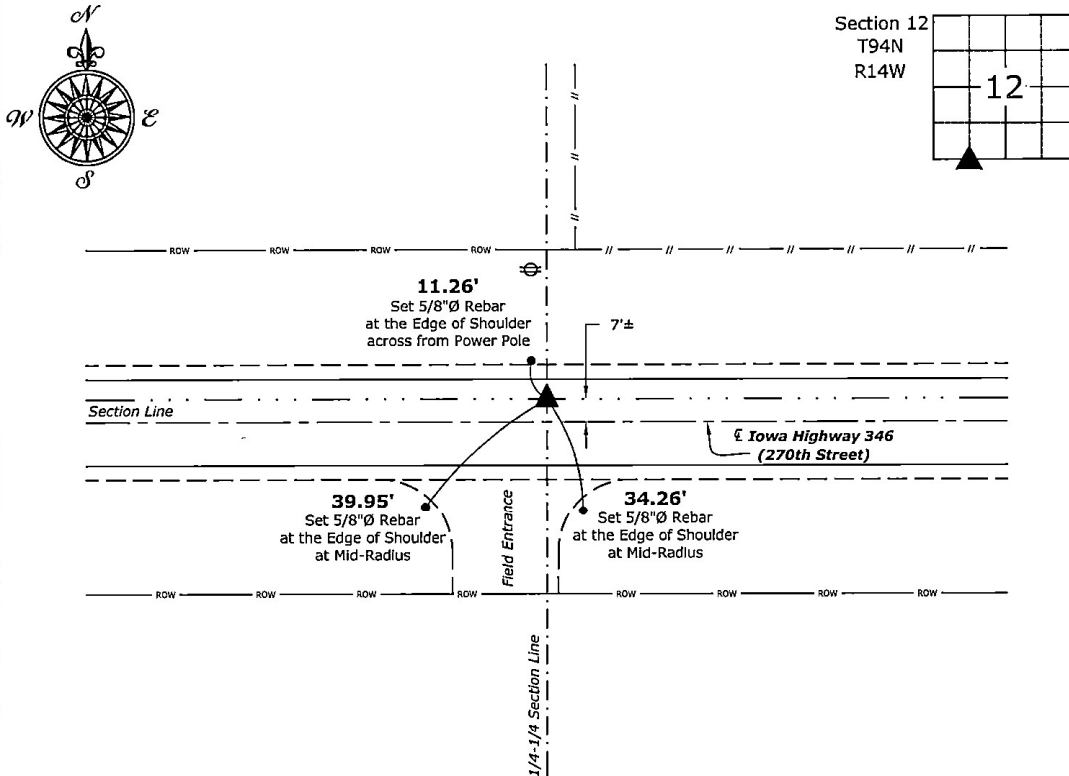 N
W
E
S
Section 12
T94N
R14W
12
ROW ROW ROW ROW
11.26'
Set 5/8"Ø Rebar
at the Edge of Shoulder
across from Power Pole
7'±
Section Line
℄ Iowa Highway 346
(270th Street)
39.95'
Set 5/8"Ø Rebar
at the Edge of Shoulder
at Mid-Radius
Field Entrance
34.26'
Set 5/8"Ø Rebar
at the Edge of Shoulder
at Mid-Radius
ROW ROW ROW ROW ROW ROW ROW ROW
1/4-1/4 Section Line